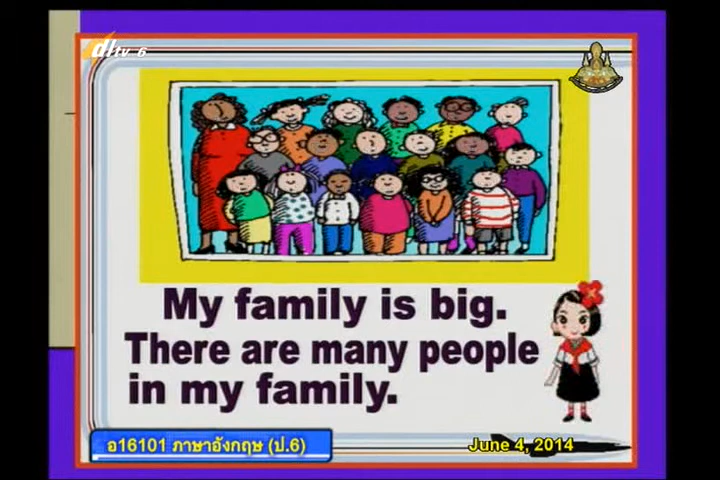 dltv 6
My family is big.
There are many people
in my family.
อ16101 ภาษาอังกฤษ (ป.6)
June 4, 2014